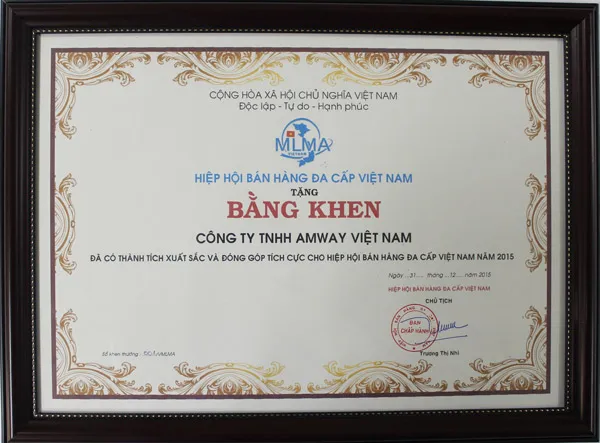 CỘNG HÒA XÃ HỘI CHỦ NGHĨA VIỆT NAM
Độc lập - Tự do - Hạnh phúc
MLMA
VIETNAM
HIỆP HỘI BÁN HÀNG ĐA CẤP VIỆT NAM
TẶNG
BẰNG KHEN
CÔNG TY TNHH AMWAY VIỆT NAM
ĐÃ CÓ THÀNH TÍCH XUẤT SẮC VÀ ĐÓNG GÓP TÍCH CỰC CHO HIỆP HỘI BÁN HÀNG ĐA CẤP VIỆT NAM NĂM 2015
Ngày ...31..... tháng ...12..... năm 2015
HIỆP HỘI BÁN HÀNG ĐA CẤP VIỆT NAM
CHỦ TỊCH
BAN
CHẤP HÀNH
Trương Thị Nhi
Số khen thưởng :